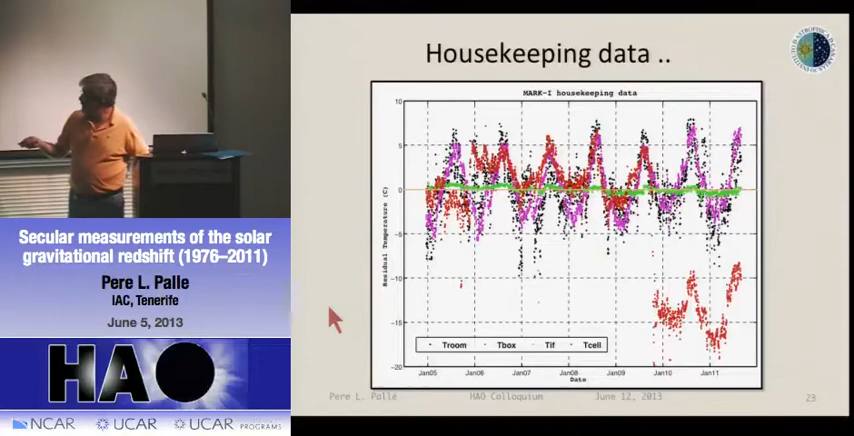 Housekeeping data ..
MARK-I housekeeping data
Residual Temperature (C)
10
5
0
-5
-10
-15
-20
Troom Tbox Tif Tcell
Jan05 Jan06 Jan07 Jan08 Jan09 Jan10 Jan11
Date
Pere L. Pallé HAO Colloquium June 12, 2013 23
Secular measurements of the solar
gravitational redshift (1976–2011)
Pere L. Palle
IAC, Tenerife
June 5, 2013
HAO
NCAR UCAR UCAR PROGRAMS